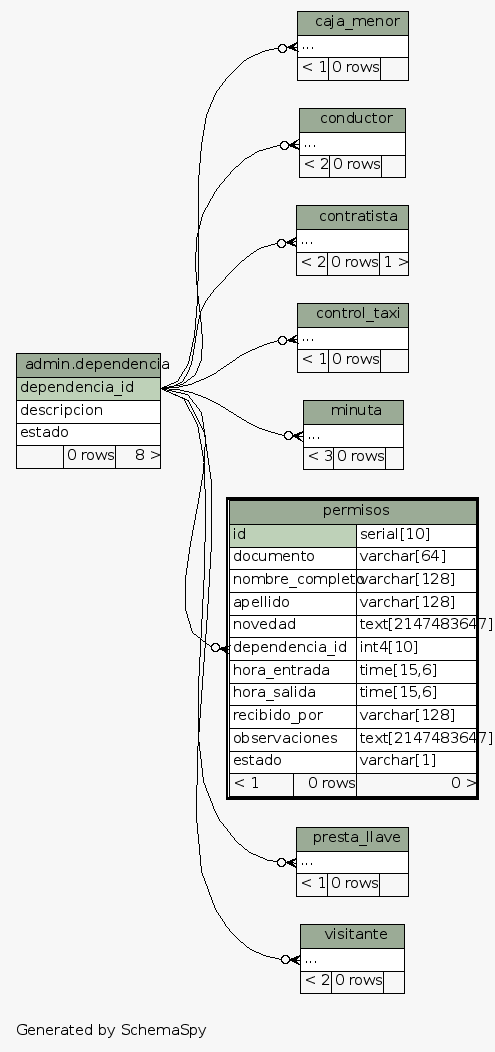 caja_menor
...
< 1 0 rows
conductor
...
< 2 0 rows
contratista
...
< 2 0 rows 1 >
control_taxi
...
< 1 0 rows
admin.dependencia
dependencia_id
descripcion
estado
0 rows 8 >
minuta
...
< 3 0 rows
permisos
id serial[10]
documento varchar[64]
nombre_completo varchar[128]
apellido varchar[128]
novedad text[2147483647]
dependencia_id int4[10]
hora_entrada time[15,6]
hora_salida time[15,6]
recibido_por varchar[128]
observaciones text[2147483647]
estado varchar[1]
< 1 0 rows 0 >
presta_llave
...
< 1 0 rows
visitante
...
< 2 0 rows
Generated by SchemaSpy